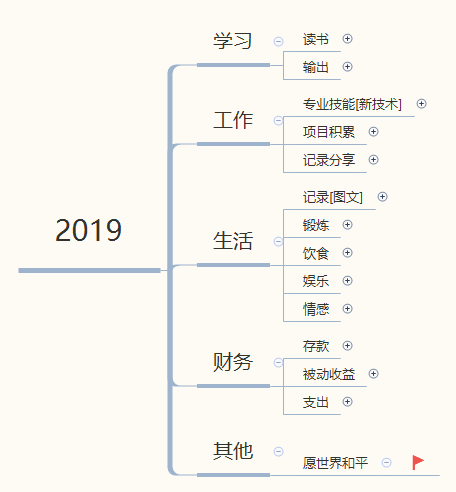 2019
学习
读书
输出
工作
专业技能[新技术]
项目积累
记录分享
生活
记录[图文]
锻炼
饮食
娱乐
情感
财务
存款
被动收益
支出
其他
愿世界和平